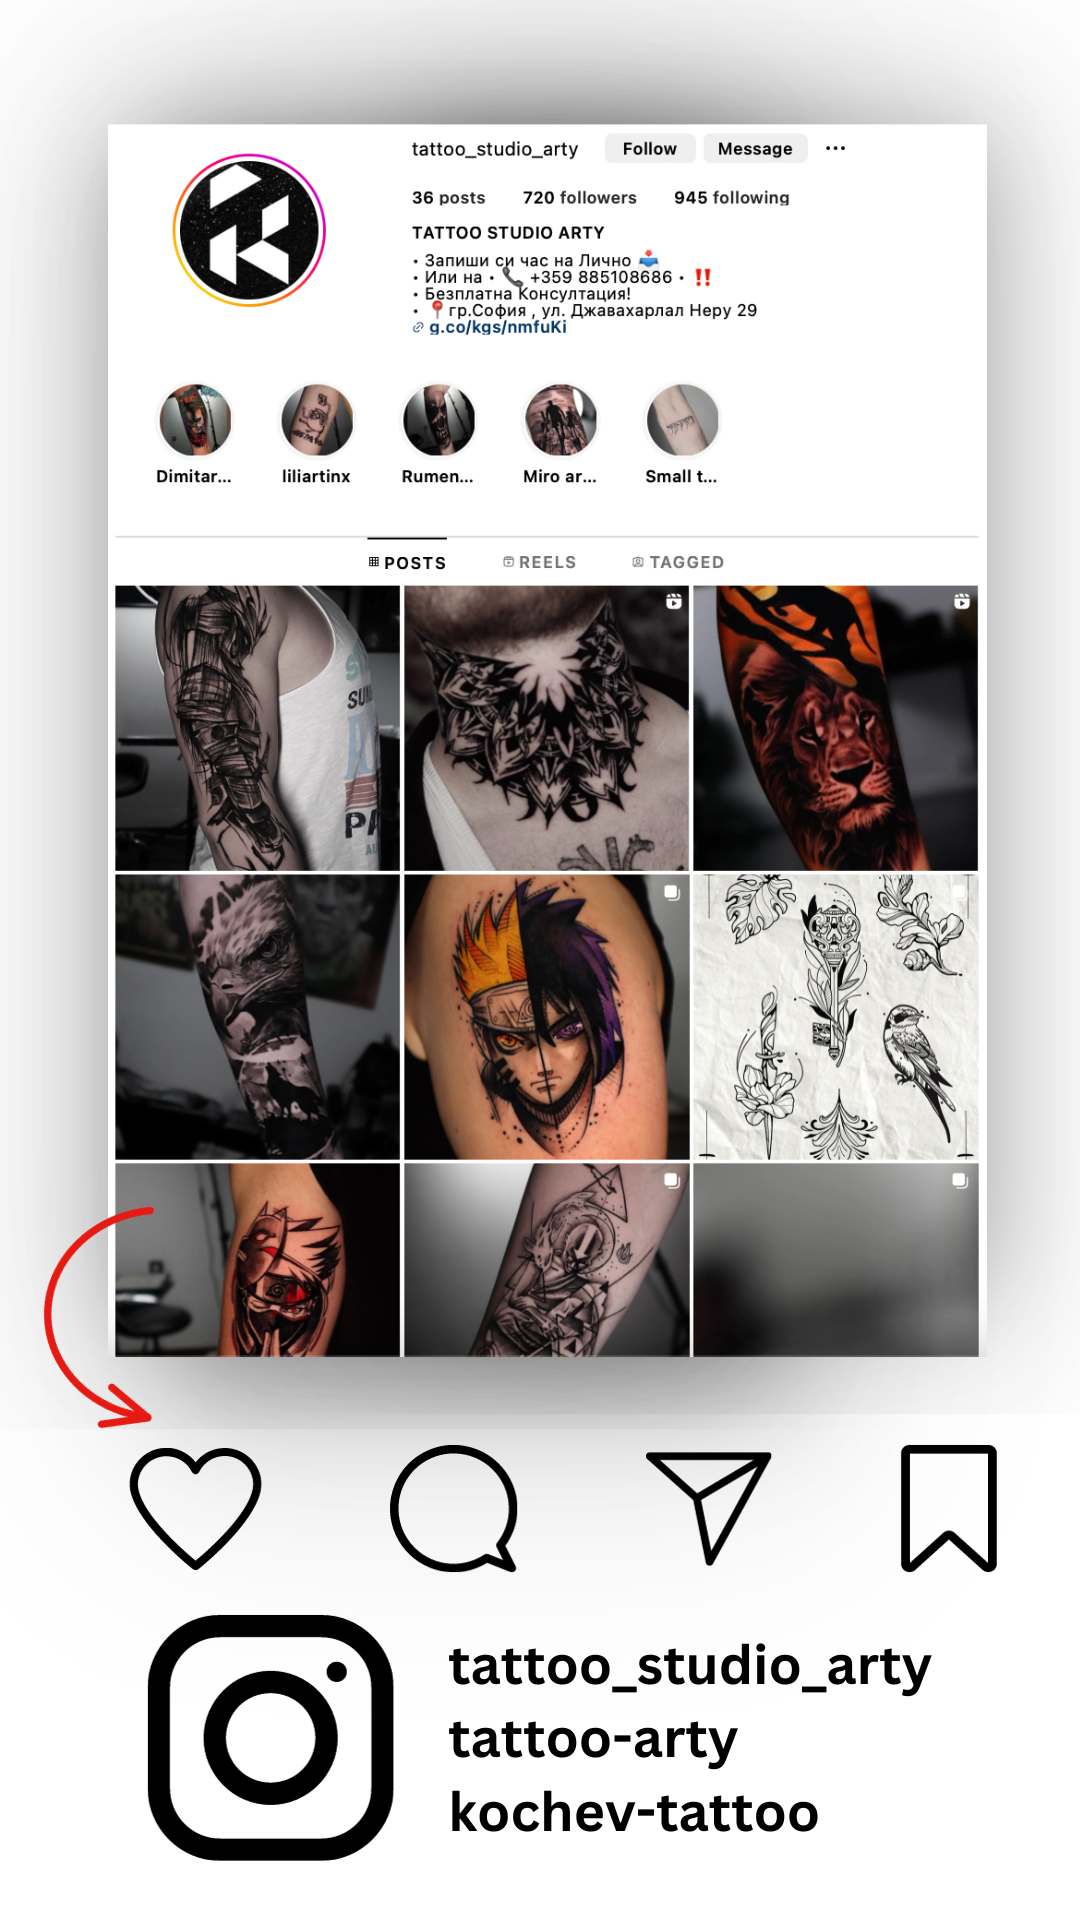 tattoo_studio_arty Follow Message ...
36 posts 720 followers 945 following
TATTOO STUDIO ARTY
• Запиши си час на Лично 📥
• Или на • 📞 +359 885108686 • ‼️
• Безплатна Консултация!
• 📍гр.София , ул. Джавахарлал Неру 29
g.co/kgs/nmfuKi
Dimitar... liliartinx Rumen... Miro ar... Small t...
POSTS REELS TAGGED
tattoo_studio_arty
tattoo-arty
kochev-tattoo